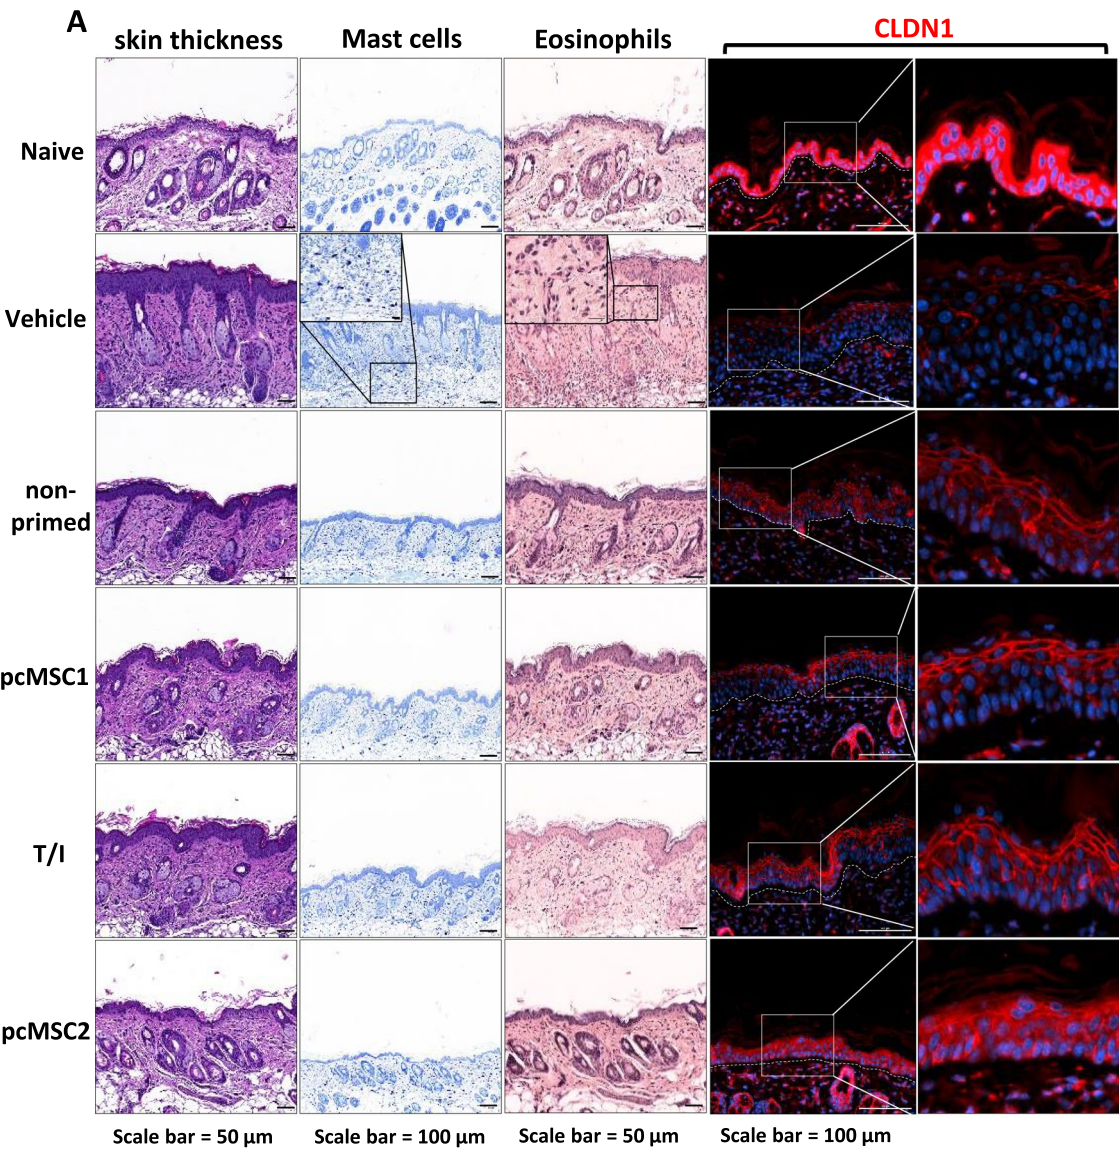 A
skin thickness
Mast cells
Eosinophils
CLDN1
Naive
Vehicle
non-
primed
pcMSC1
T/I
pcMSC2
Scale bar = 50 μm
Scale bar = 100 μm
Scale bar = 50 μm
Scale bar = 100 μm